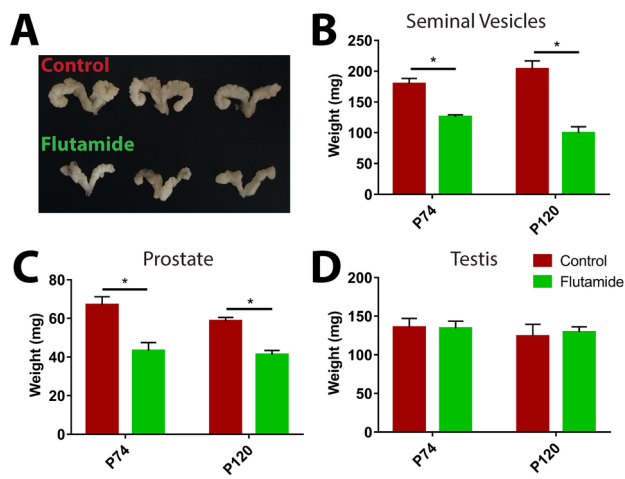 A
Control
Flutamide
B
Seminal Vesicles
Weight (mg)
250
200
150
100
50
0
*
*
P74
P120
C
Prostate
Weight (mg)
80
60
40
20
0
*
*
P74
P120
D
Testis
Control
Flutamide
Weight (mg)
200
150
100
50
0
P74
P120